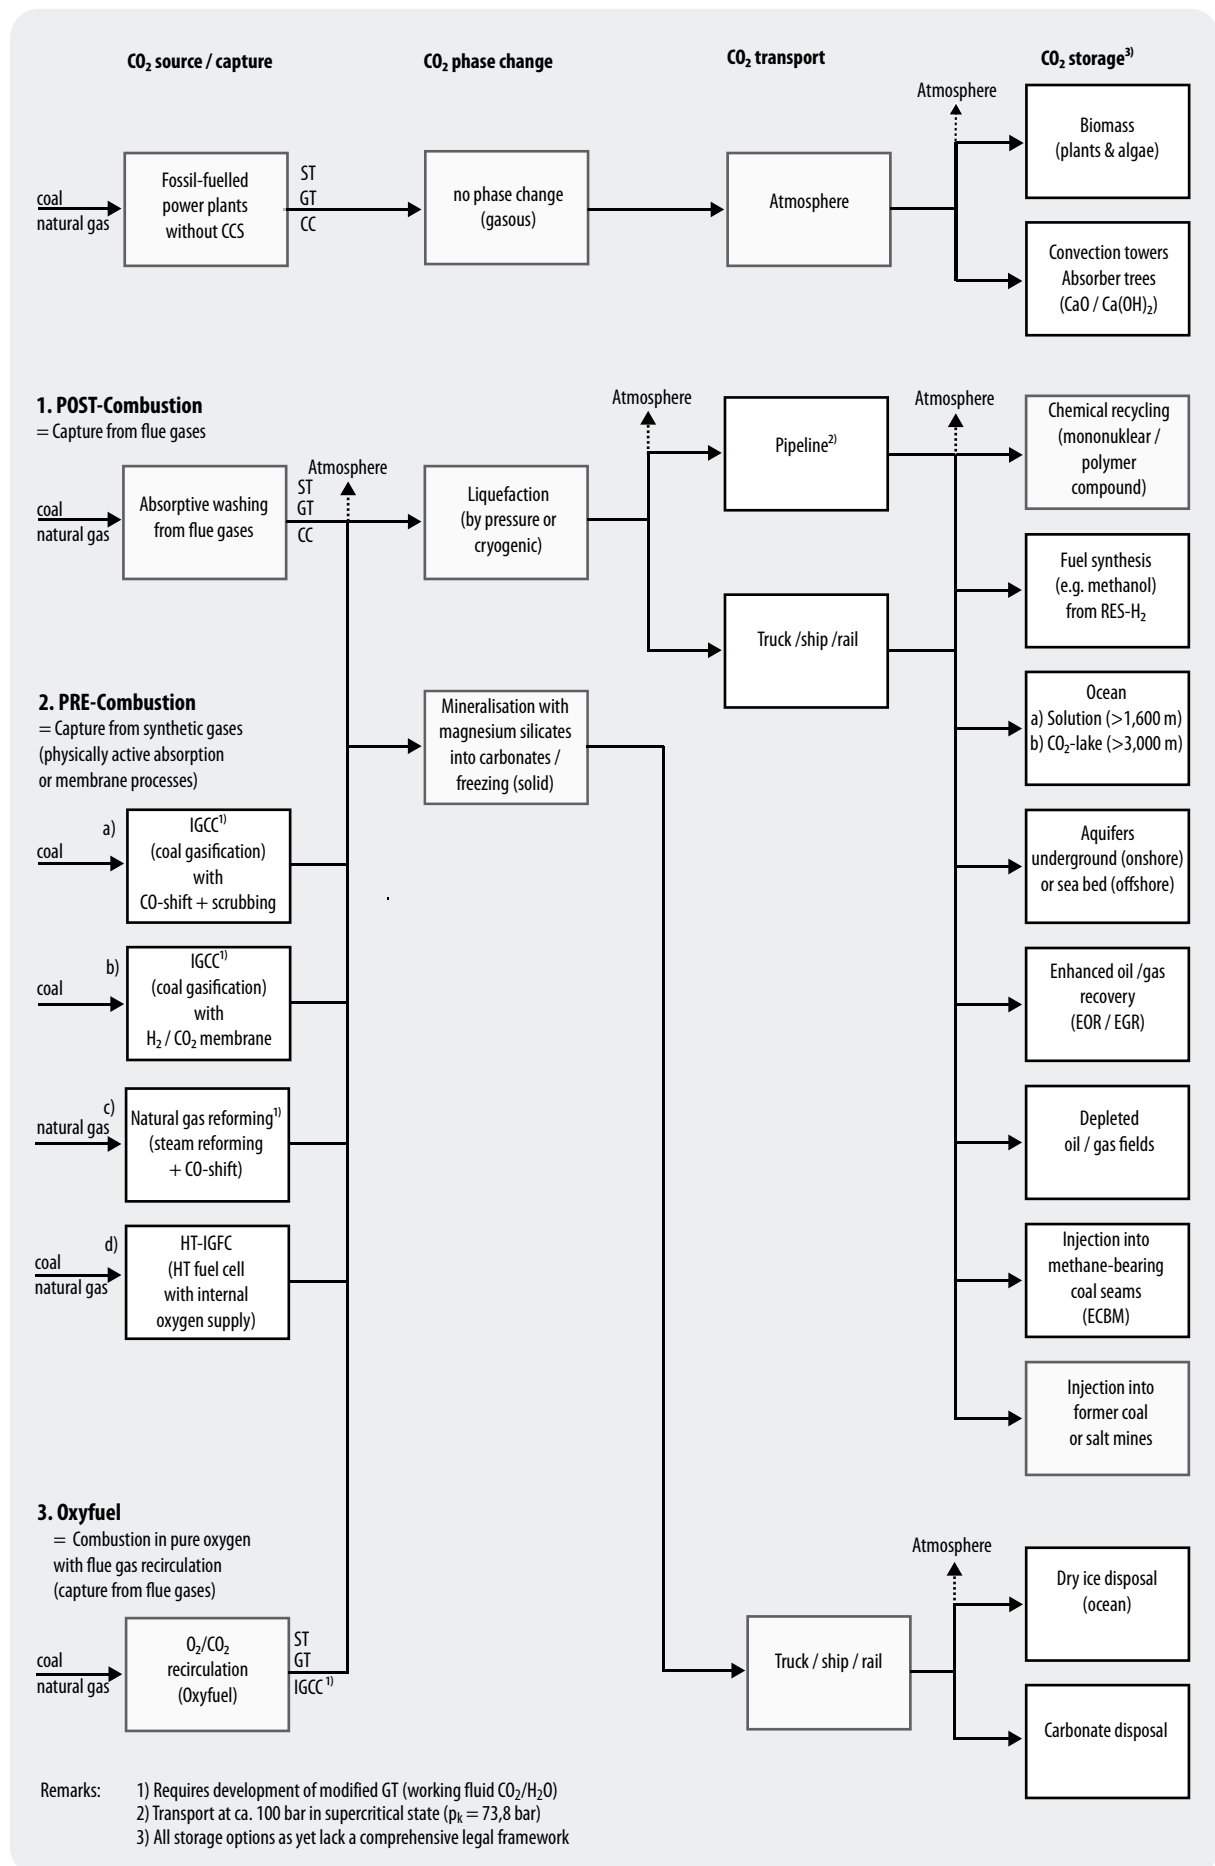 CO₂ source / capture
CO₂ phase change
CO₂ transport
CO₂ storage³⁾
Atmosphere
Biomass
(plants & algae)
coal
natural gas
Fossil-fuelled
power plants
without CCS
ST
GT
CC
no phase change
(gasous)
Atmosphere
Convection towers
Absorber trees
(CaO / Ca(OH)₂)
1. POST-Combustion
= Capture from flue gases
coal
natural gas
Absorptive washing
from flue gases
Atmosphere
ST
GT
CC
Liquefaction
(by pressure or
cryogenic)
Atmosphere
Pipeline²⁾
Truck /ship /rail
Atmosphere
Chemical recycling
(mononuklear /
polymer
compound)
Fuel synthesis
(e.g. methanol)
from RES-H₂
Ocean
a) Solution (>1,600 m)
b) CO₂-lake (>3,000 m)
Aquifers
underground (onshore)
or sea bed (offshore)
Enhanced oil /gas
recovery
(EOR / EGR)
Depleted
oil / gas fields
Injection into
methane-bearing
coal seams
(ECBM)
Injection into
former coal
or salt mines
2. PRE-Combustion
= Capture from synthetic gases
(physically active absorption
or membrane processes)
Mineralisation with
magnesium silicates
into carbonates /
freezing (solid)
a)
coal
IGCC¹⁾
(coal gasification)
with
CO-shift + scrubbing
b)
coal
IGCC¹⁾
(coal gasification)
with
H₂ / CO₂ membrane
c)
natural gas
Natural gas reforming¹⁾
(steam reforming
+ CO-shift)
d)
coal
natural gas
HT-IGFC
(HT fuel cell
with internal
oxygen supply)
3. Oxyfuel
= Combustion in pure oxygen
with flue gas recirculation
(capture from flue gases)
coal
natural gas
O₂/CO₂
recirculation
(Oxyfuel)
ST
GT
IGCC ¹⁾
Truck / ship / rail
Atmosphere
Dry ice disposal
(ocean)
Carbonate disposal
Remarks:
1) Requires development of modified GT (working fluid CO₂/H₂O)
2) Transport at ca. 100 bar in supercritical state (pₖ = 73,8 bar)
3) All storage options as yet lack a comprehensive legal framework